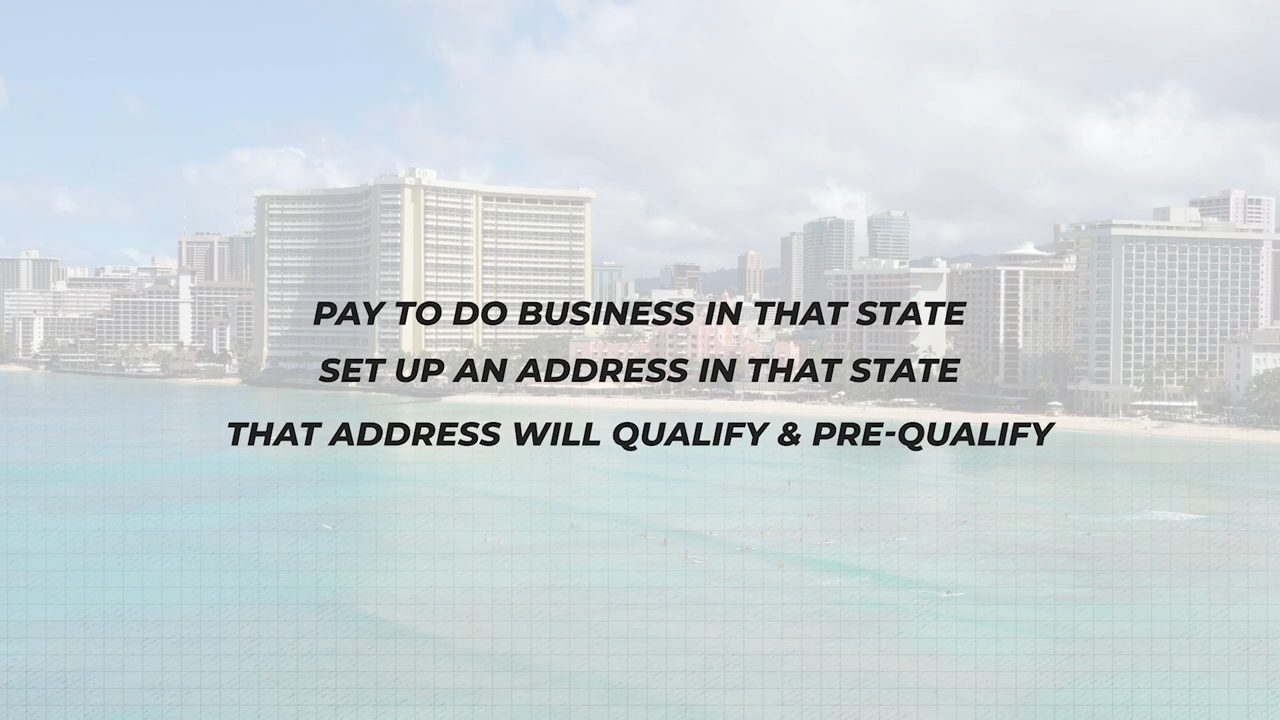 PAY TO DO BUSINESS IN THAT STATE
SET UP AN ADDRESS IN THAT STATE
THAT ADDRESS WILL QUALIFY & PRE-QUALIFY